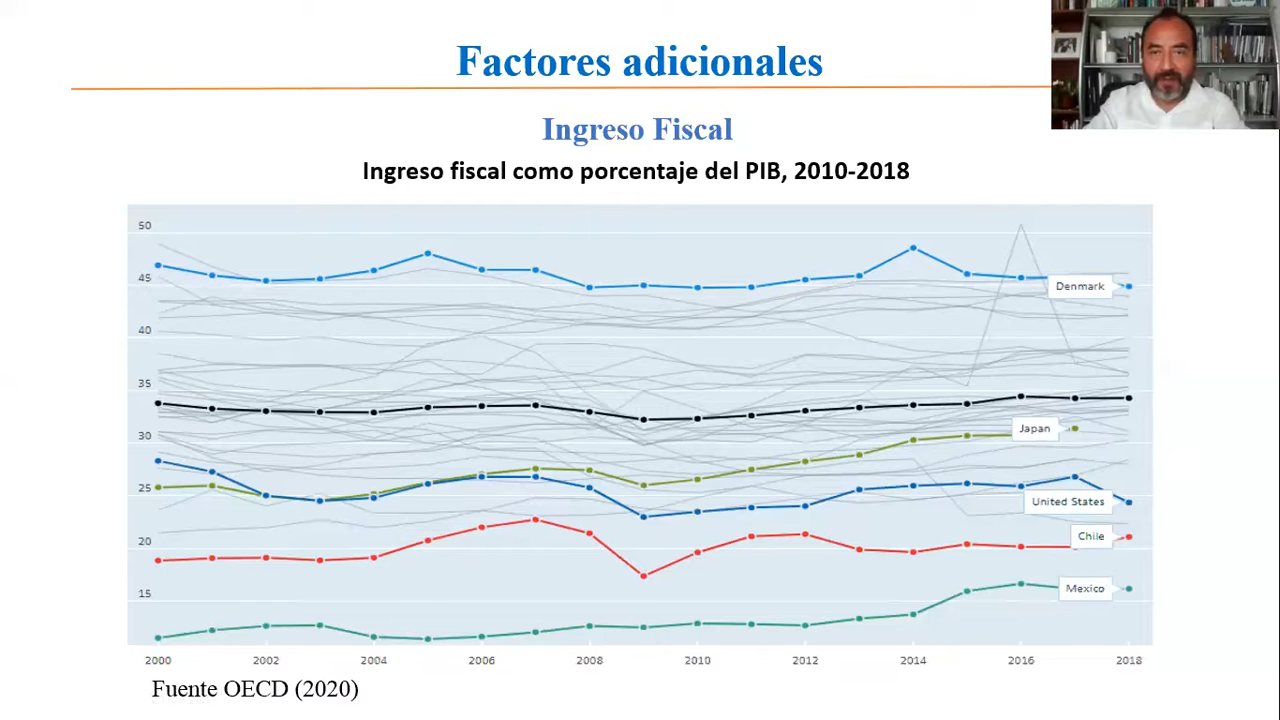 Factores adicionales
Ingreso Fiscal
Ingreso fiscal como porcentaje del PIB, 2010-2018
50
45
40
35
30
25
20
15
Denmark
Japan
United States
Chile
Mexico
2000 2002 2004 2006 2008 2010 2012 2014 2016 2018
Fuente OECD (2020)